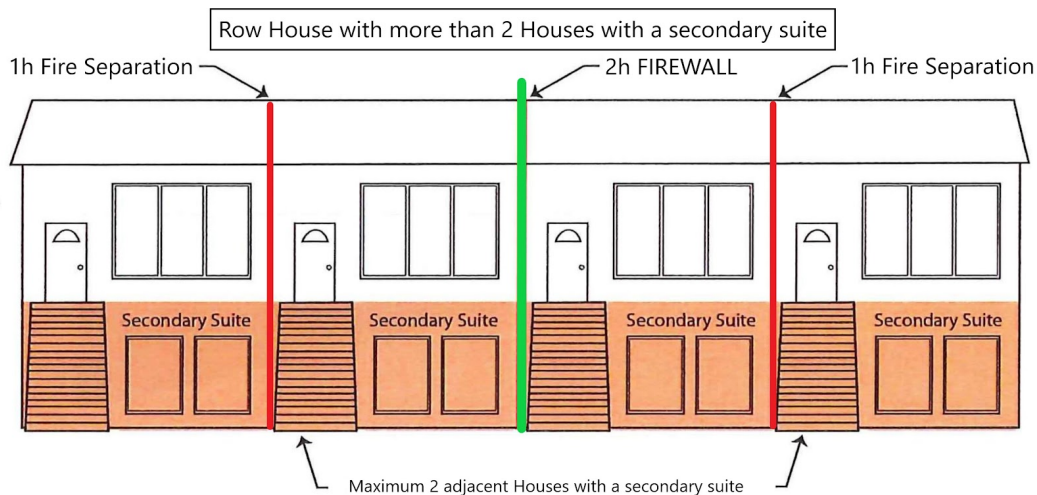 Row House with more than 2 Houses with a secondary suite
1h Fire Separation
2h FIREWALL
1h Fire Separation
Secondary Suite
Secondary Suite
Secondary Suite
Secondary Suite
Maximum 2 adjacent Houses with a secondary suite